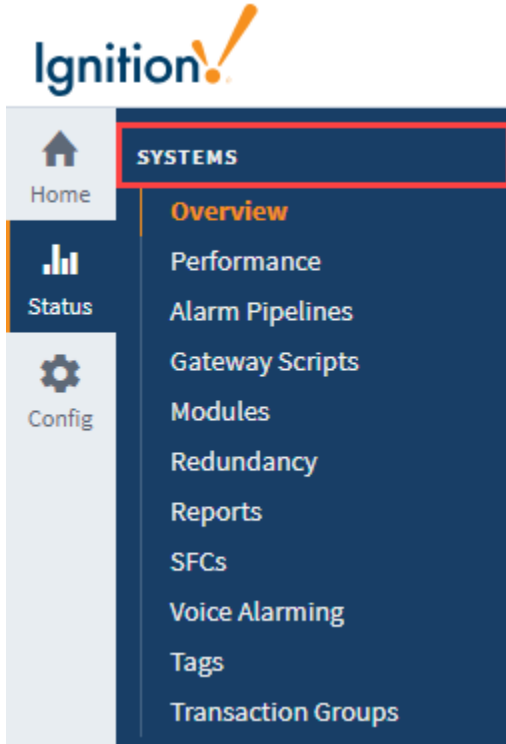 Ignition!
Home
Status
Config
SYSTEMS
Overview
Performance
Alarm Pipelines
Gateway Scripts
Modules
Redundancy
Reports
SFCs
Voice Alarming
Tags
Transaction Groups